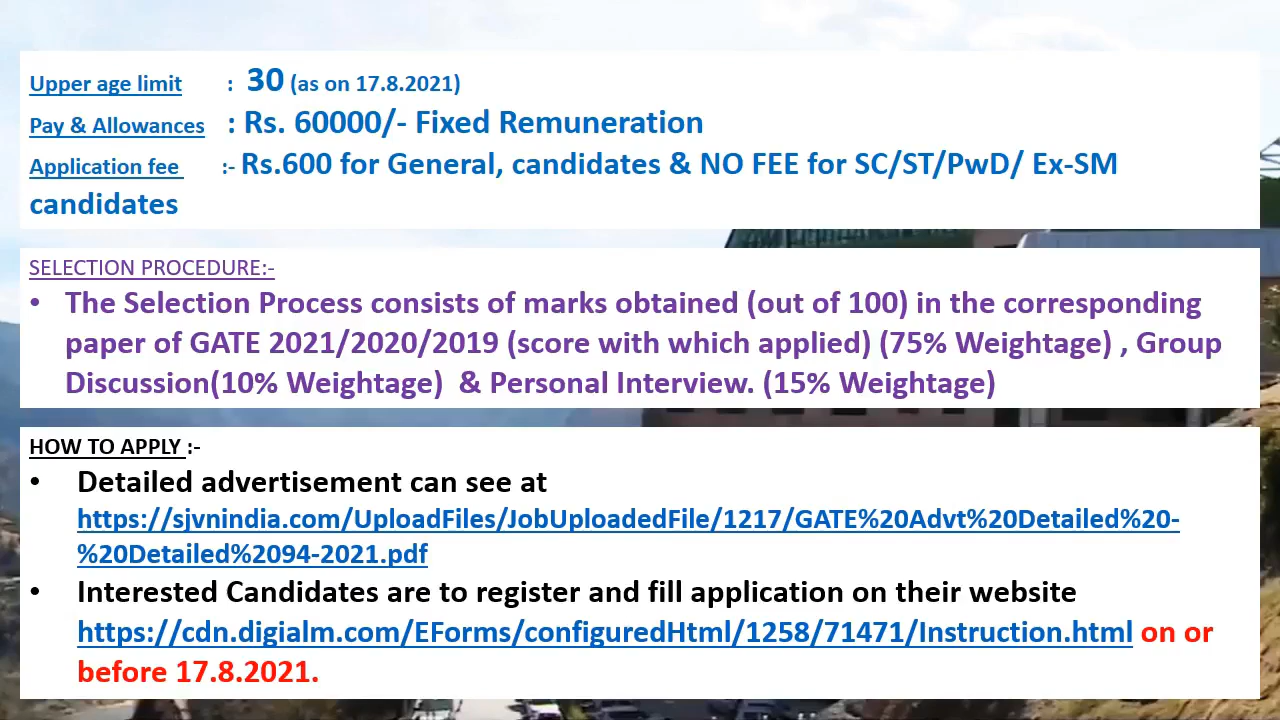 Upper age limit : 30 (as on 17.8.2021)
Pay & Allowances : Rs. 60000/- Fixed Remuneration
Application fee :- Rs.600 for General, candidates & NO FEE for SC/ST/PwD/ Ex-SM
candidates
SELECTION PROCEDURE:-
• The Selection Process consists of marks obtained (out of 100) in the corresponding
paper of GATE 2021/2020/2019 (score with which applied) (75% Weightage) , Group
Discussion(10% Weightage) & Personal Interview. (15% Weightage)
HOW TO APPLY :-
• Detailed advertisement can see at
https://sjvnindia.com/UploadFiles/JobUploadedFile/1217/GATE%20Advt%20Detailed%20-
%20Detailed%2094-2021.pdf
• Interested Candidates are to register and fill application on their website
https://cdn.digialm.com/EForms/configuredHtml/1258/71471/Instruction.html on or
before 17.8.2021.